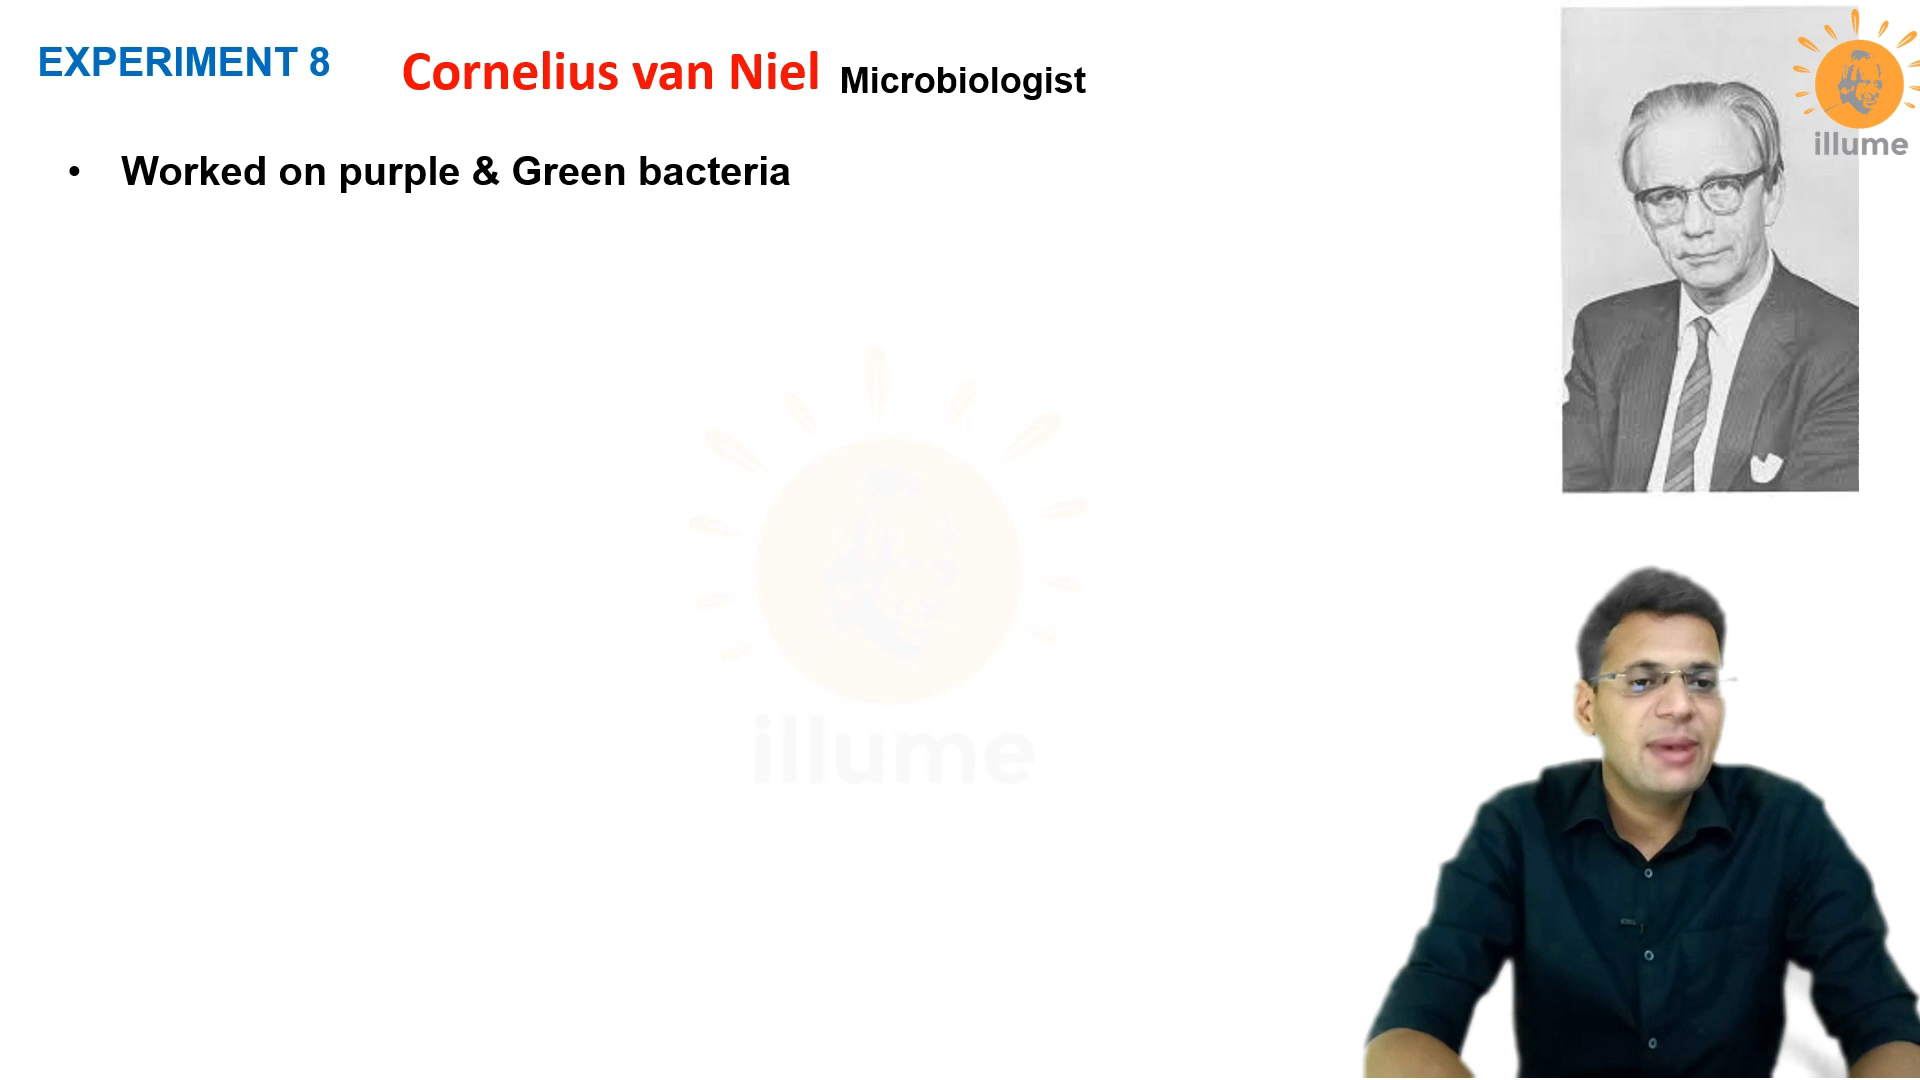 EXPERIMENT 8 Cornelius van Niel Microbiologist
illume
• Worked on purple & Green bacteria
illume